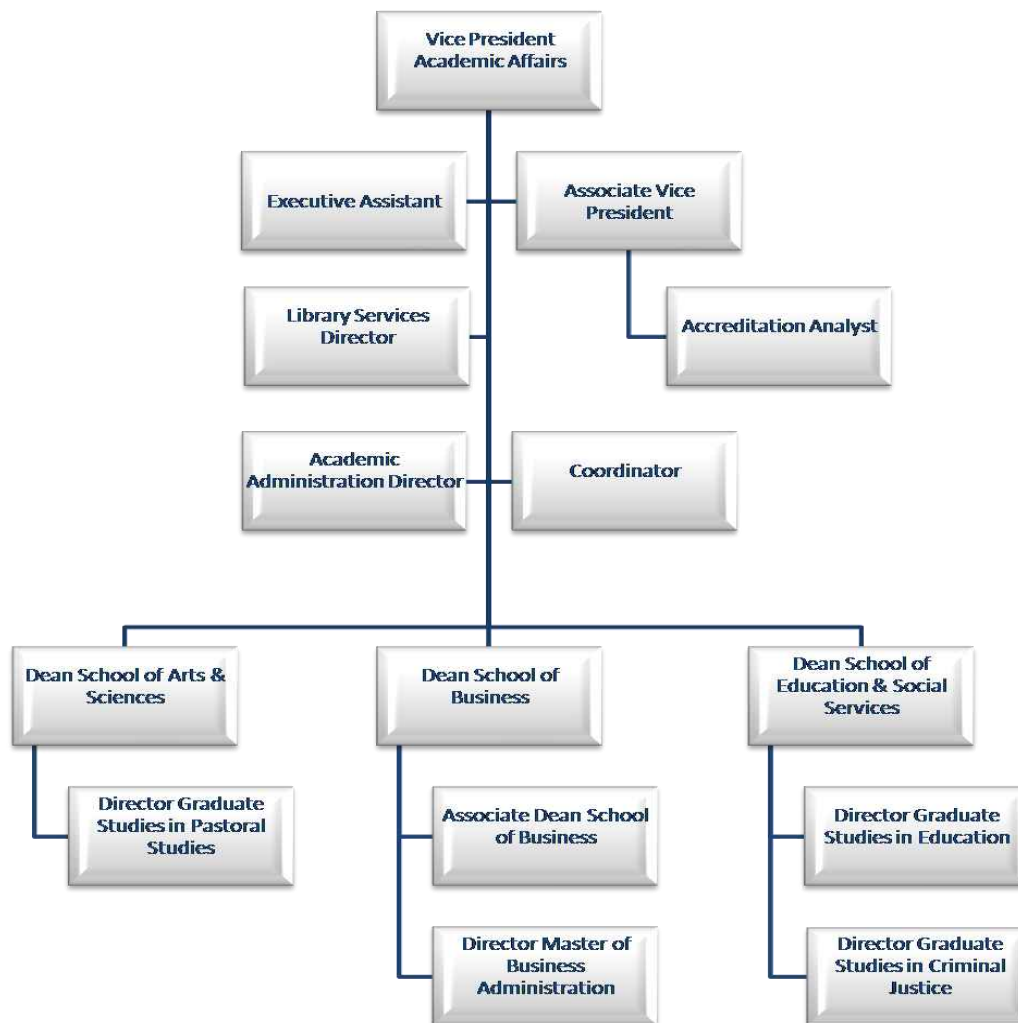 Vice President
Academic Affairs
Executive Assistant
Associate Vice
President
Library Services
Director
Accreditation Analyst
Academic
Administration Director
Coordinator
Dean School of Arts &
Sciences
Dean School of
Business
Dean School of
Education & Social
Services
Director Graduate
Studies in Pastoral
Studies
Associate Dean School
of Business
Director Graduate
Studies in Education
Director Master of
Business
Administration
Director Graduate
Studies in Criminal
Justice